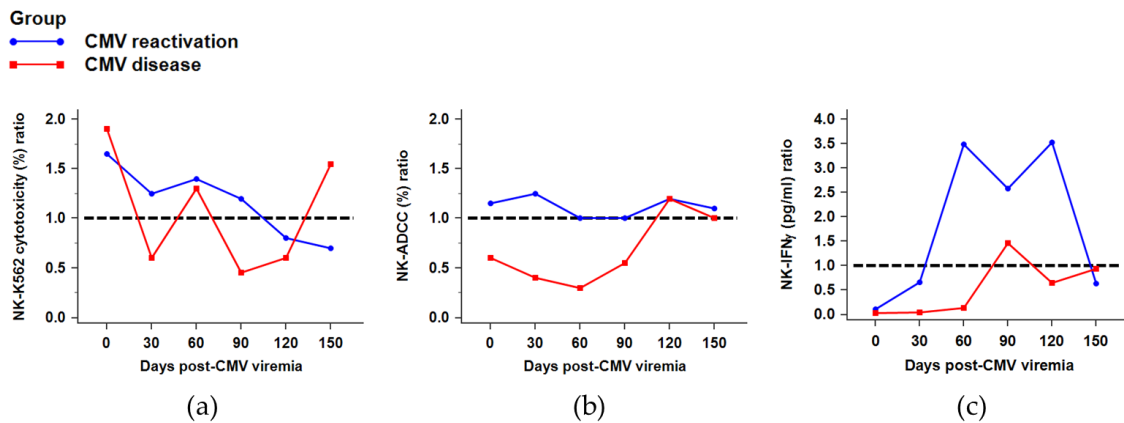 Group
CMV reactivation
CMV disease
NK-K562 cytotoxicity (%) ratio
2.0
1.5
1.0
0.5
0.0
0 30 60 90 120 150
Days post-CMV viremia
(a)
NK-ADCC (%) ratio
2.0
1.5
1.0
0.5
0.0
0 30 60 90 120 150
Days post-CMV viremia
(b)
NK-IFNγ (pg/ml) ratio
4.0
3.5
3.0
2.5
2.0
1.5
1.0
0.5
0.0
0 30 60 90 120 150
Days post-CMV viremia
(c)